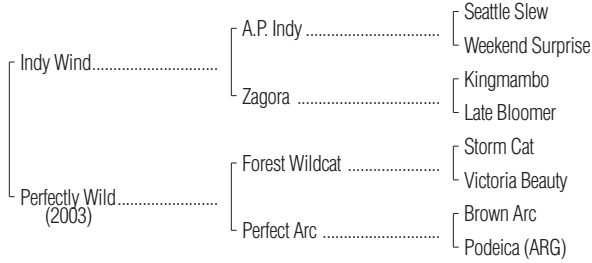 Seattle Slew
A.P. Indy ................................
Weekend Surprise
Indy Wind..............................
Kingmambo
Zagora ..................................
Late Bloomer
Storm Cat
Forest Wildcat ......................
Victoria Beauty
Perfectly Wild........................
(2003)
Brown Arc
Perfect Arc ............................
Podeica (ARG)